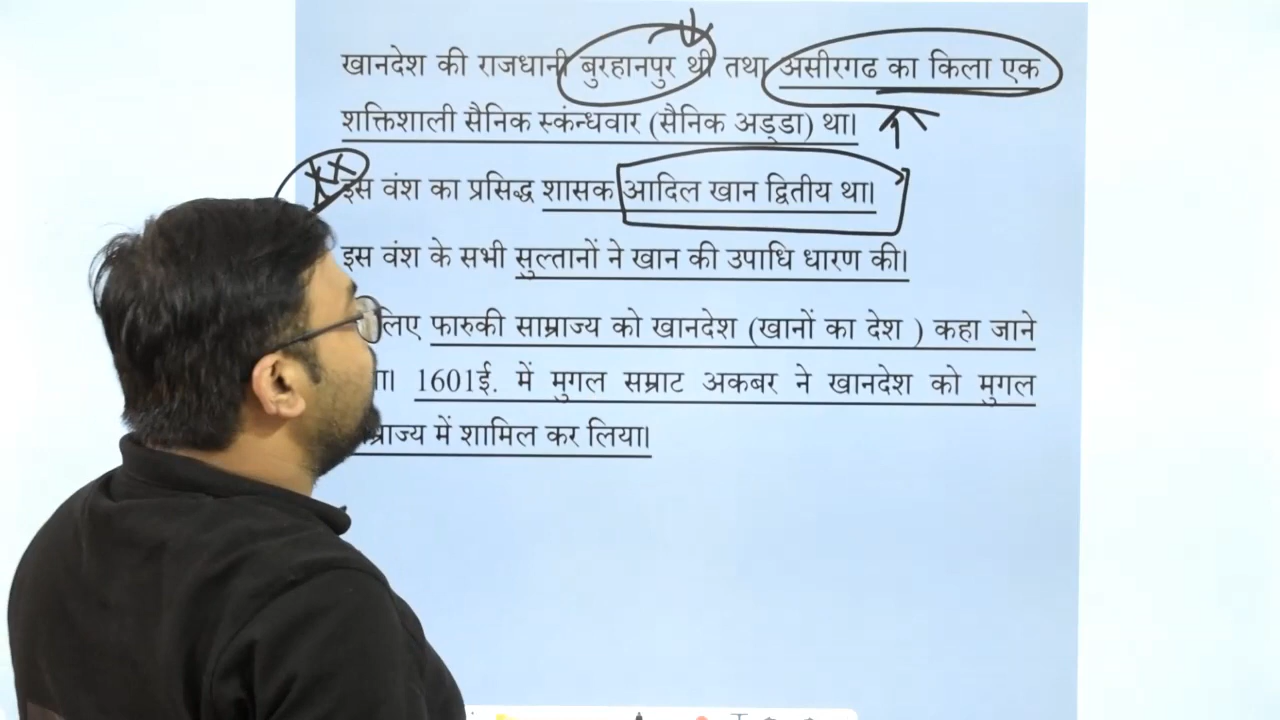 खानदेश की राजधानी बुरहानपुर थी तथा असीरगढ का किला एक
शक्तिशाली सैनिक स्कंन्धवार (सैनिक अड्डा) था।
इस वंश का प्रसिद्ध शासक आदिल खान द्वितीय था।
इस वंश के सभी सुल्तानों ने खान की उपाधि धारण की।
लिए फारुकी साम्राज्य को खानदेश (खानों का देश ) कहा जाने
1601ई. में मुगल सम्राट अकबर ने खानदेश को मुगल
में शामिल कर लिया।